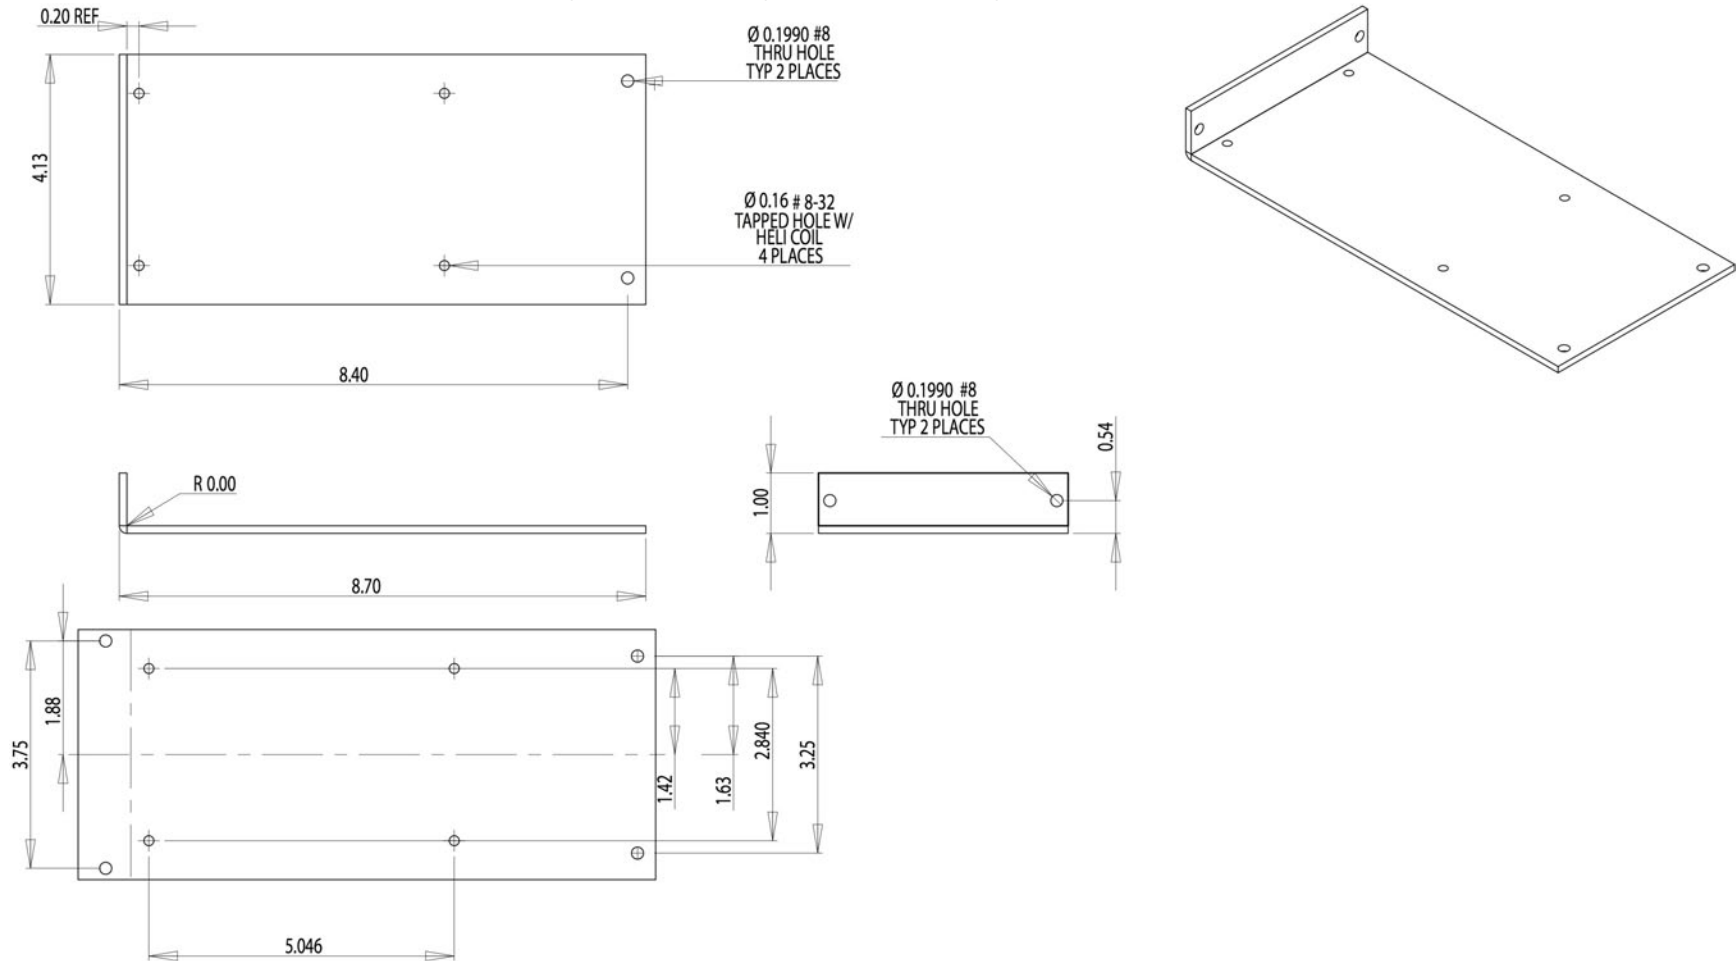 0.20 REF
Ø 0.1990 #8
THRU HOLE
TYP 2 PLACES
4.13
Ø 0.16 # 8-32
TAPPED HOLE W/
HELI COIL
4 PLACES
8.40
Ø 0.1990 #8
THRU HOLE
TYP 2 PLACES
0.54
R 0.00
1.00
8.70
3.75
1.88
1.42
1.63
2.840
3.25
5.046